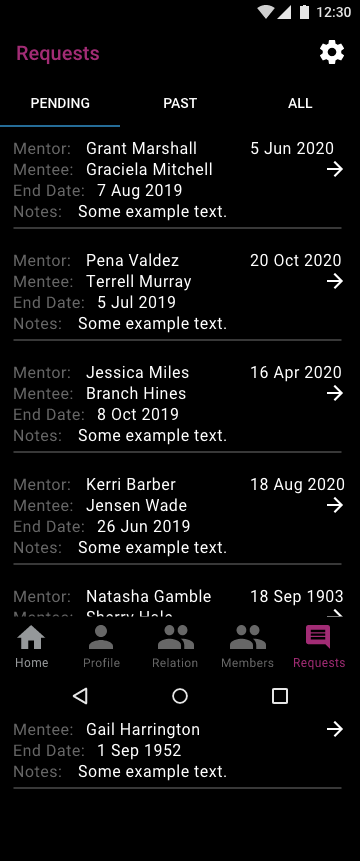 12:30
Requests
PENDING PAST ALL
Mentor: Grant Marshall 5 Jun 2020
Mentee: Graciela Mitchell
End Date: 7 Aug 2019
Notes: Some example text.
Mentor: Pena Valdez 20 Oct 2020
Mentee: Terrell Murray
End Date: 5 Jul 2019
Notes: Some example text.
Mentor: Jessica Miles 16 Apr 2020
Mentee: Branch Hines
End Date: 8 Oct 2019
Notes: Some example text.
Mentor: Kerri Barber 18 Aug 2020
Mentee: Jensen Wade
End Date: 26 Jun 2019
Notes: Some example text.
Mentor: Natasha Gamble 18 Sep 1903
Mentee: Sherry Hale
Home Profile Relation Members Requests
Mentee: Gail Harrington
End Date: 1 Sep 1952
Notes: Some example text.